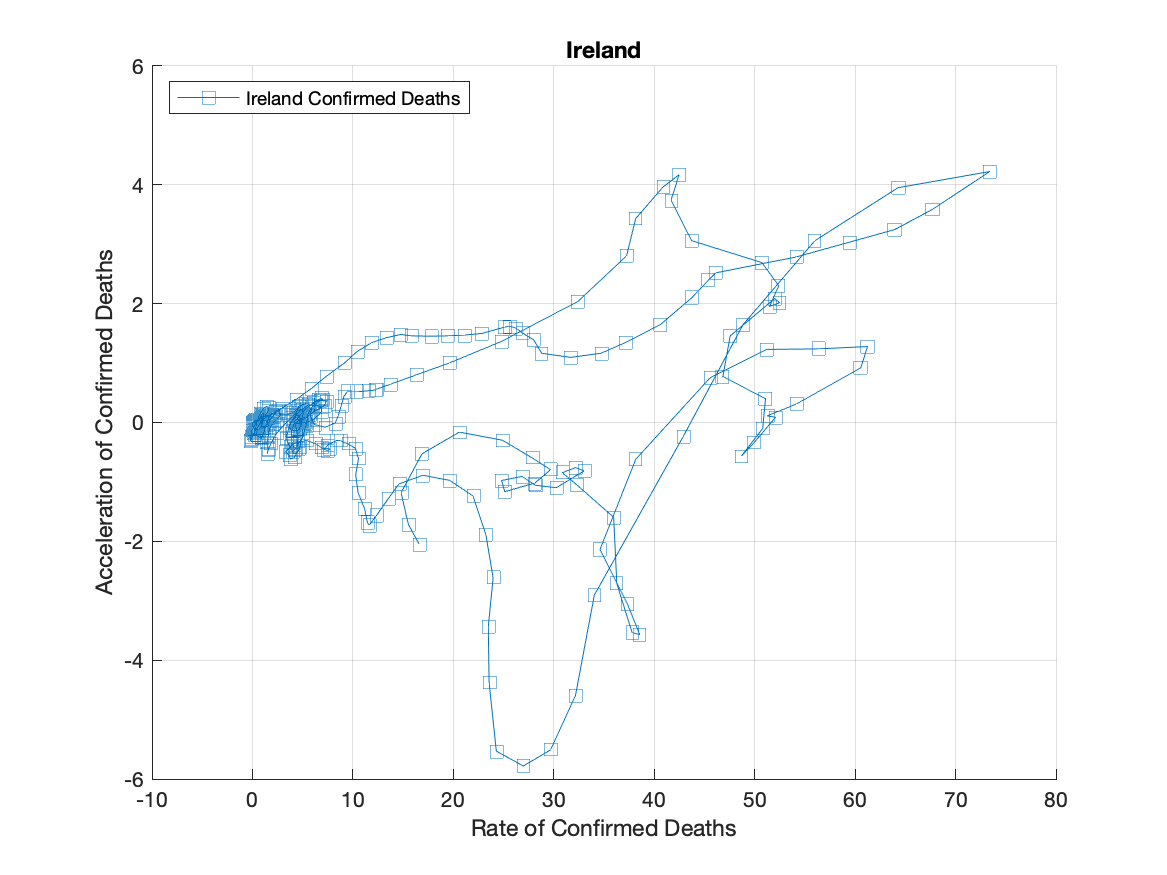 Ireland
Ireland Confirmed Deaths
6
4
2
0
-2
-4
-6
Acceleration of Confirmed Deaths
-10 0 10 20 30 40 50 60 70 80
Rate of Confirmed Deaths